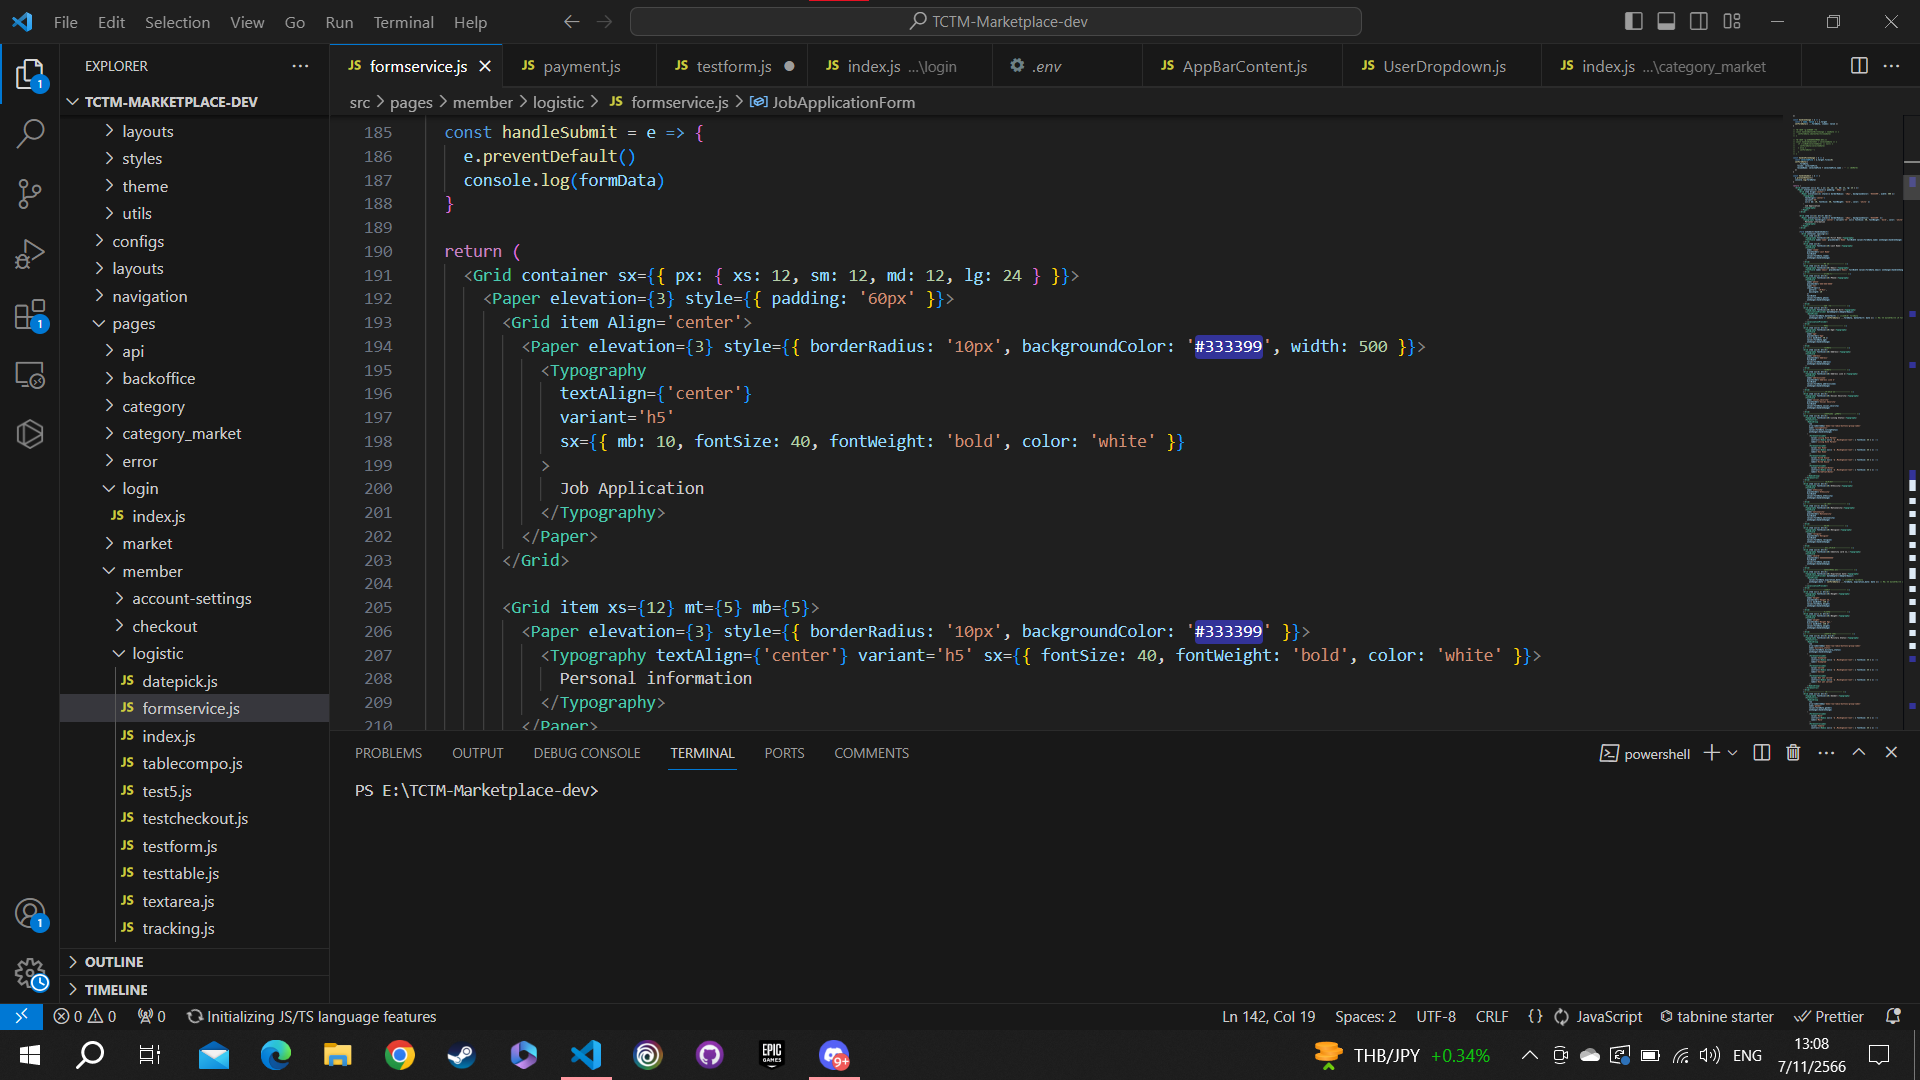 File Edit Selection View Go Run Terminal Help
TCTM-Marketplace-dev
EXPLORER
TCTM-MARKETPLACE-DEV
layouts
styles
theme
utils
configs
layouts
navigation
pages
api
backoffice
category
category_market
error
login
JS index.js
market
member
account-settings
checkout
logistic
JS datepick.js
JS formservice.js
JS index.js
JS tablecompo.js
JS test5.js
JS testcheckout.js
JS testform.js
JS testtable.js
JS textarea.js
JS tracking.js
OUTLINE
TIMELINE
JS formservice.js JS payment.js JS testform.js JS index.js ...\login .env JS AppBarContent.js JS UserDropdown.js JS index.js ...\category_market
src > pages > member > logistic > JS formservice.js > JobApplicationForm
185 const handleSubmit = e => {
186 e.preventDefault()
187 console.log(formData)
188 }
189
190 return (
191 <Grid container sx={{ px: { xs: 12, sm: 12, md: 12, lg: 24 } }}>
192 <Paper elevation={3} style={{ padding: '60px' }}>
193 <Grid item Align='center'>
194 <Paper elevation={3} style={{ borderRadius: '10px', backgroundColor: '#333399', width: 500 }}>
195 <Typography
196 textAlign={'center'}
197 variant='h5'
198 sx={{ mb: 10, fontSize: 40, fontWeight: 'bold', color: 'white' }}
199 >
200 Job Application
201 </Typography>
202 </Paper>
203 </Grid>
204
205 <Grid item xs={12} mt={5} mb={5}>
206 <Paper elevation={3} style={{ borderRadius: '10px', backgroundColor: '#333399' }}>
207 <Typography textAlign={'center'} variant='h5' sx={{ fontSize: 40, fontWeight: 'bold', color: 'white' }}>
208 Personal information
209 </Typography>
210 </Paper>
PROBLEMS OUTPUT DEBUG CONSOLE TERMINAL PORTS COMMENTS
powershell
PS E:\TCTM-Marketplace-dev>
1
1
1
0 0 0 Initializing JS/TS language features
Ln 142, Col 19 Spaces: 2 UTF-8 CRLF {} JavaScript tabnine starter Prettier
EPIC GAMES
9+
THB/JPY +0.34%
ENG
13:08
7/11/2566